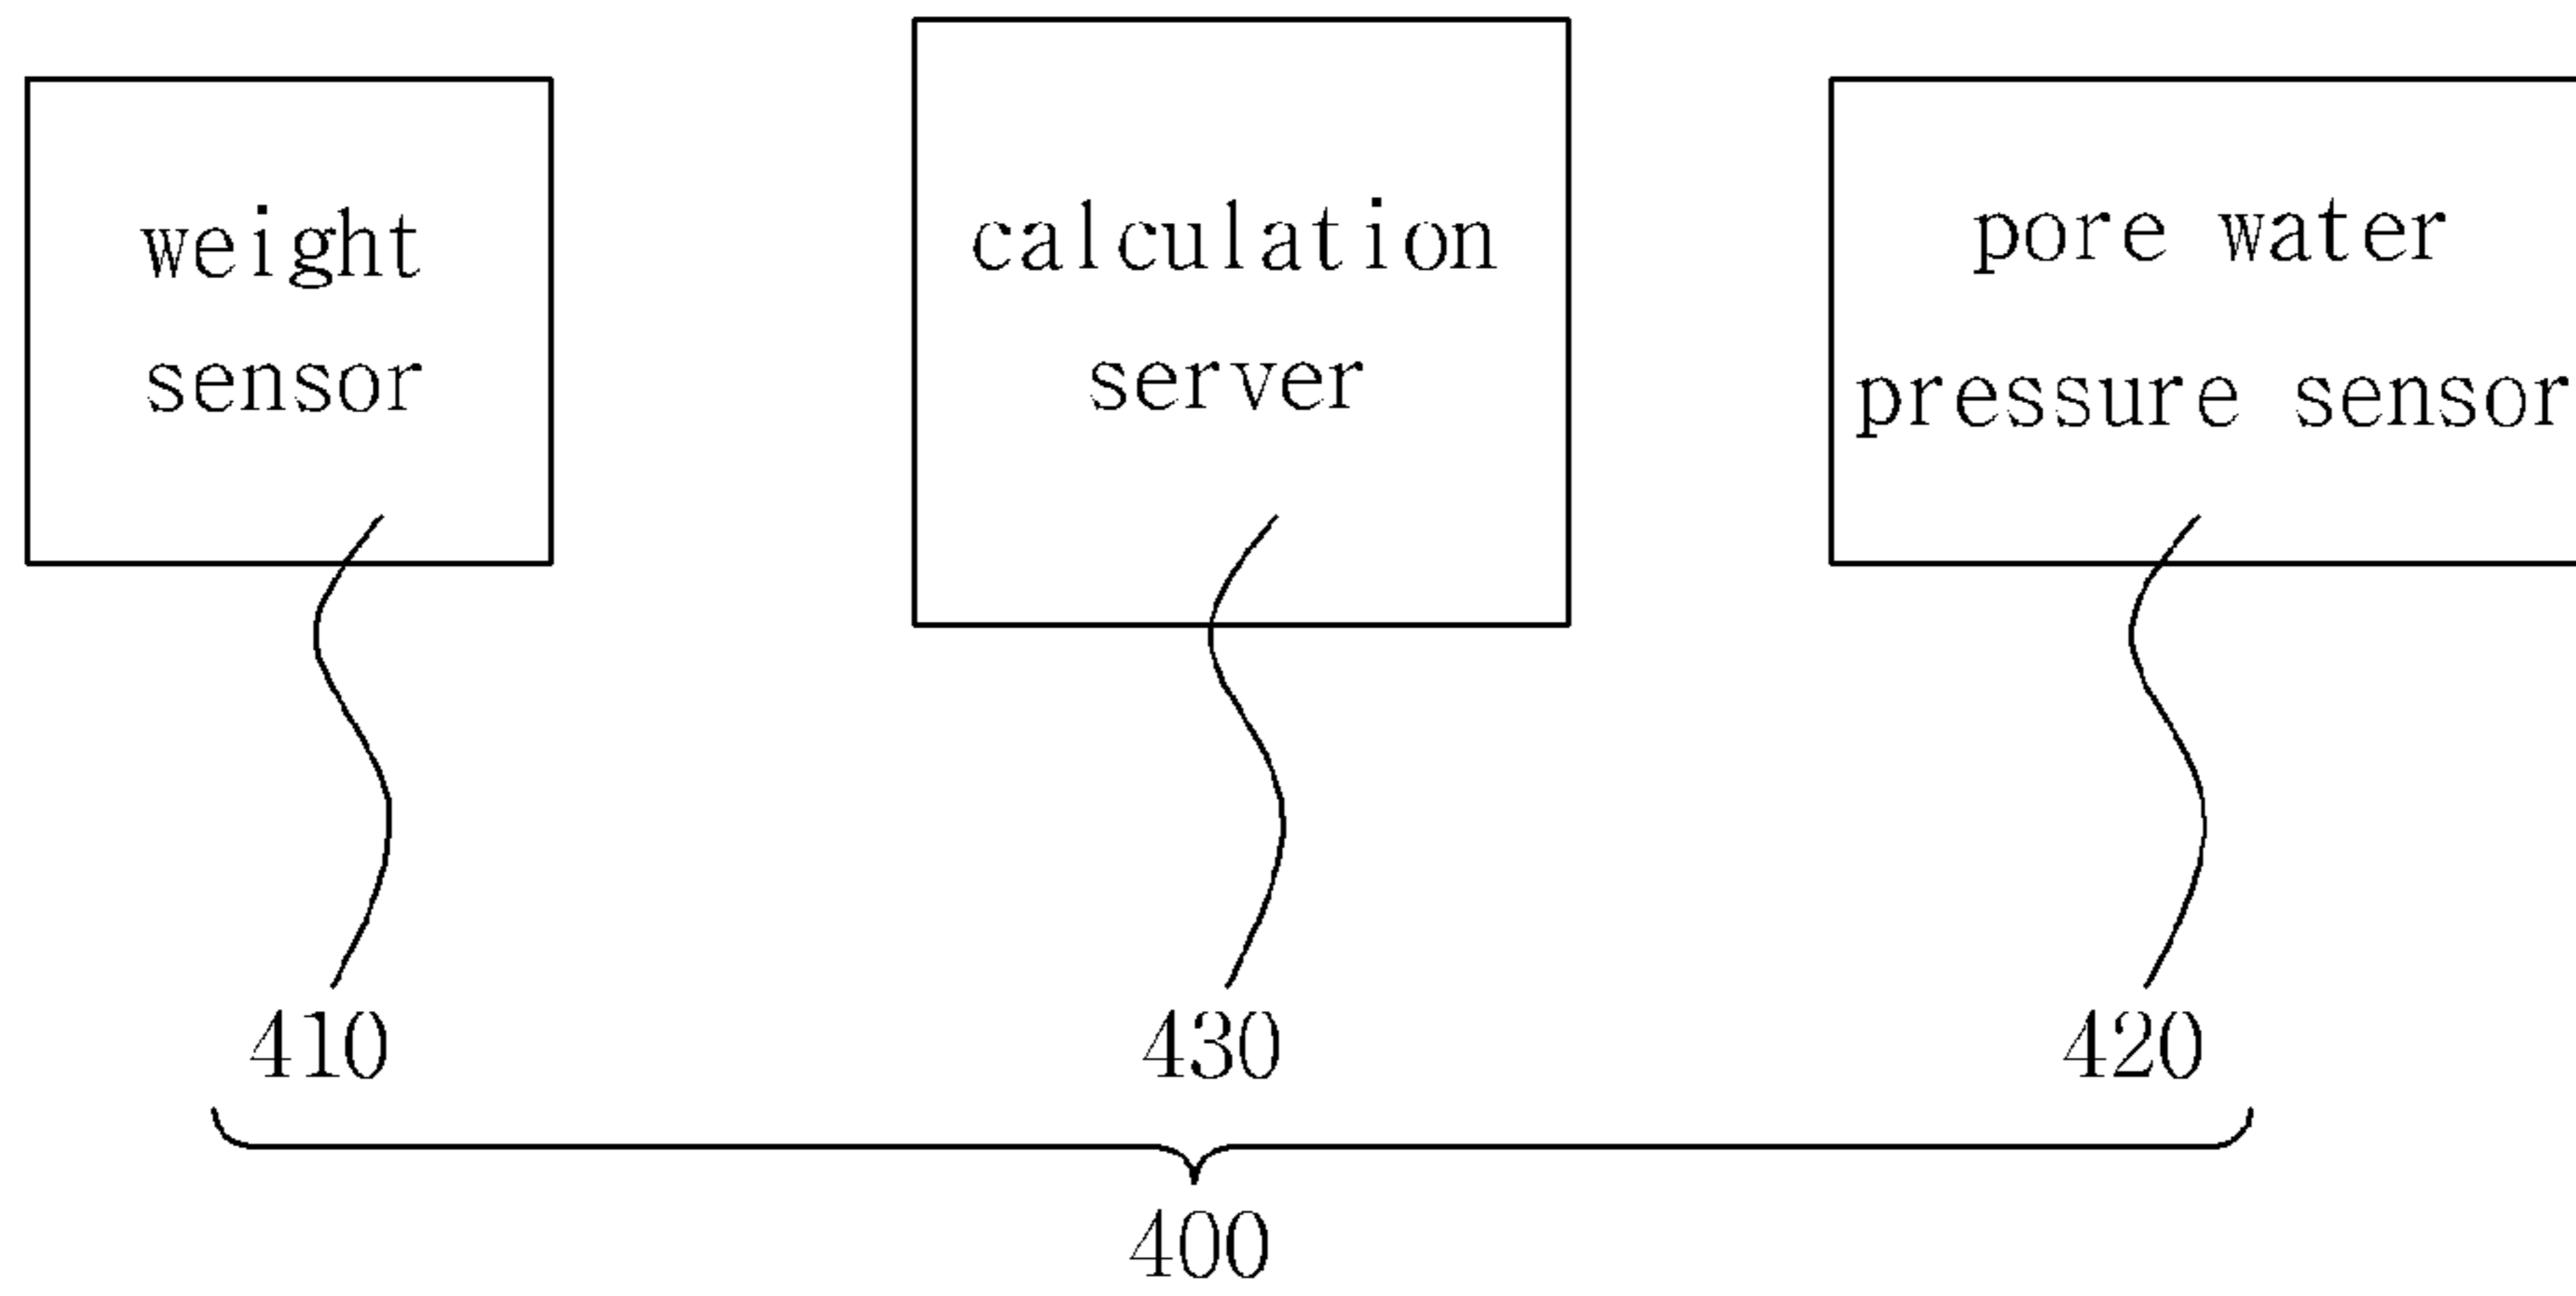 weight
sensor
calculation
server
pore water
pressure sensor
410
430
420
400